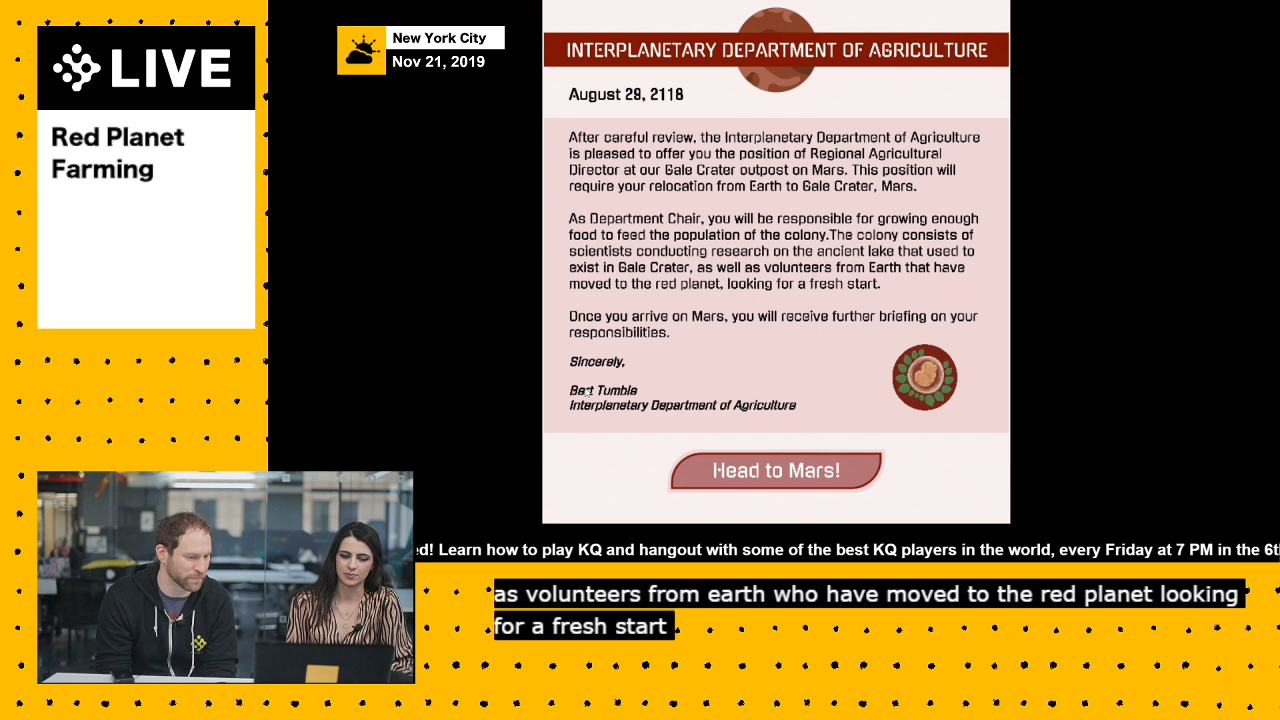 LIVE
Red Planet
Farming
New York City
Nov 21, 2019
INTERPLANETARY DEPARTMENT OF AGRICULTURE
August 29, 2118
After careful review, the Interplanetary Department of Agriculture
is pleased to offer you the position of Regional Agricultural
Director at our Gale Crater outpost on Mars. This position will
require your relocation from Earth to Gale Crater, Mars.
As Department Chair, you will be responsible for growing enough
food to feed the population of the colony.The colony consists of
scientists conducting research on the ancient lake that used to
exist in Gale Crater, as well as volunteers from Earth that have
moved to the red planet, looking for a fresh start.
Once you arrive on Mars, you will receive further briefing on your
responsibilities.
Sincerely,
Bert Tumble
Interplanetary Department of Agriculture
Head to Mars!
ed! Learn how to play KQ and hangout with some of the best KQ players in the world, every Friday at 7 PM in the 6t
as volunteers from earth who have moved to the red planet looking
for a fresh start